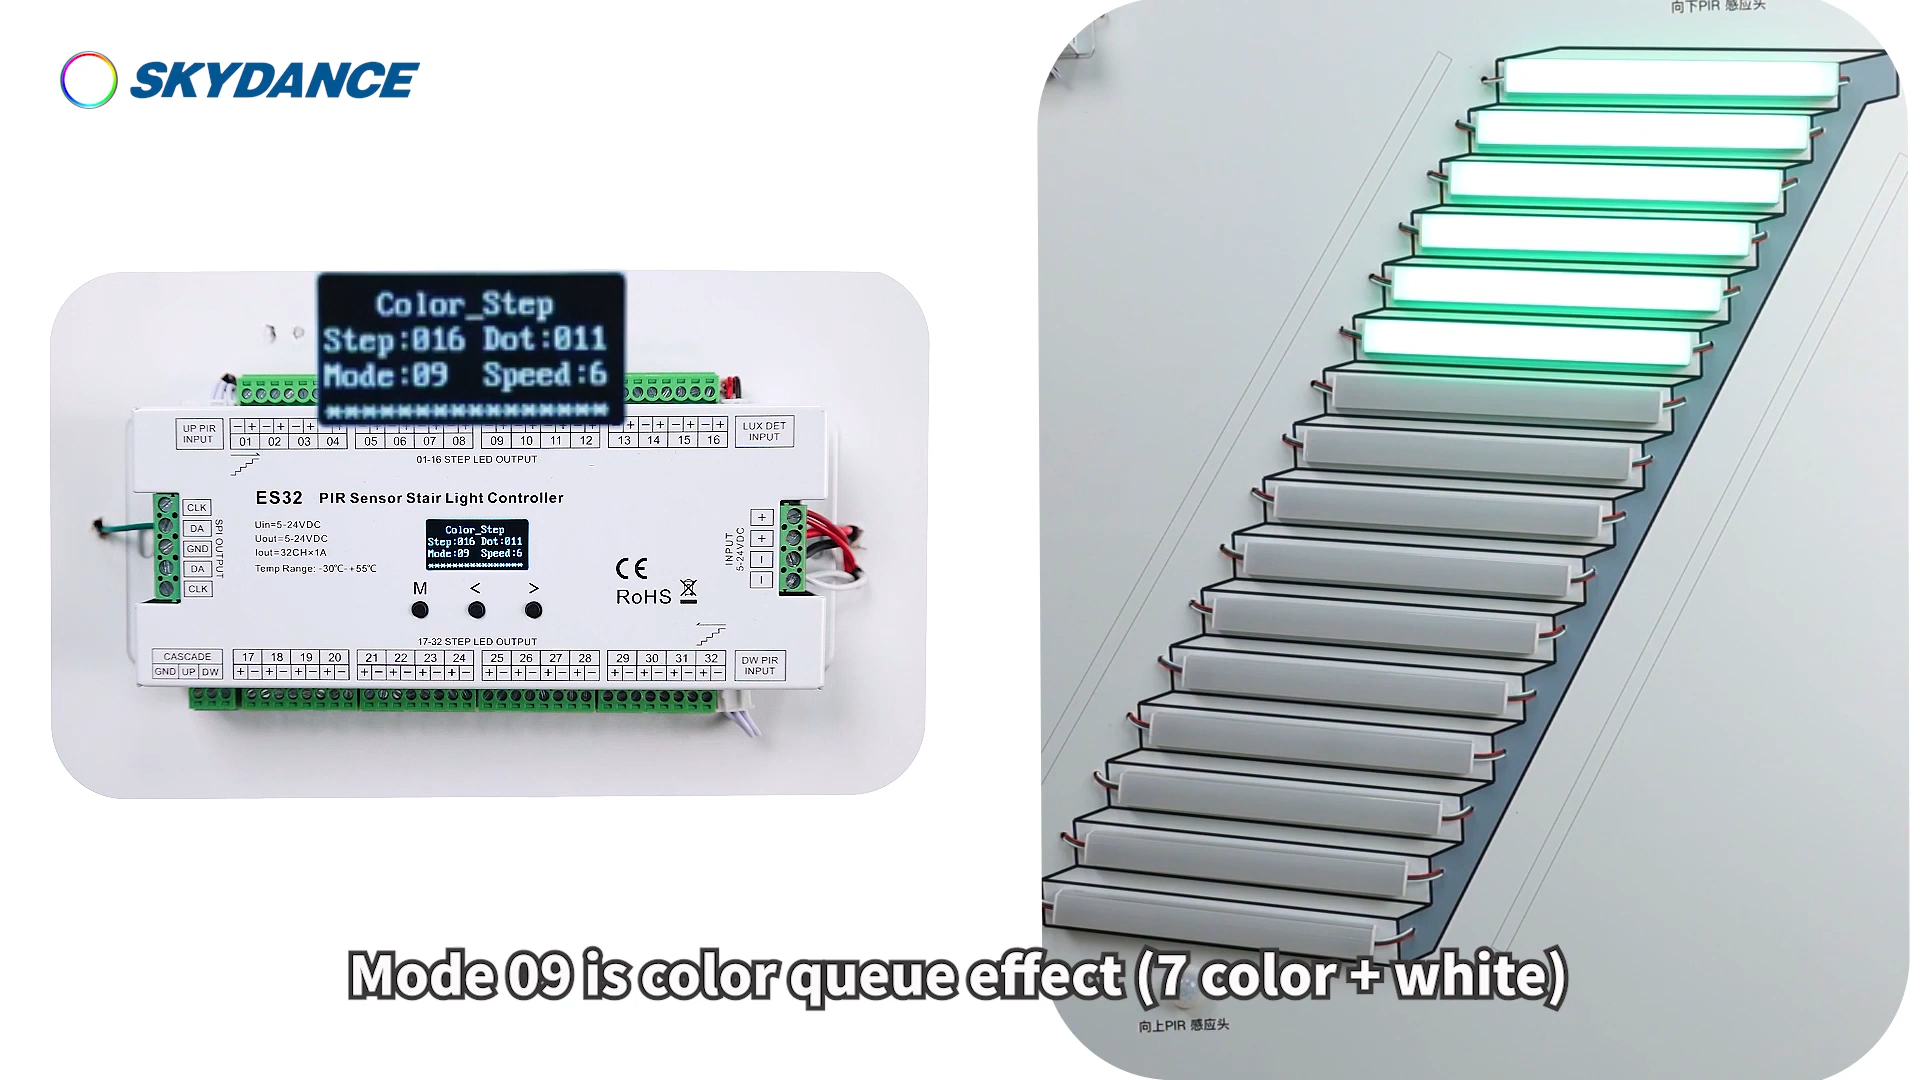 SKYDANCE
向下PIR 感应头
Color_Step
Step:016 Dot:011
Mode:09 Speed:6
****************
UP PIR INPUT
- + - + - +
01 02 03 04
05 06 07 08
09 10 11 12
13 14 15 16
LUX DET INPUT
01-16 STEP LED OUTPUT
ES32 PIR Sensor Stair Light Controller
Uin=5-24VDC
Uout=5-24VDC
Iout=32CH×1A
Temp Range: -30℃-+55℃
CLK
DA
GND
DA
CLK
SPI OUTPUT
Color_Step
Step:016 Dot:011
Mode:09 Speed:6
****************
M < >
CE
RoHS
INPUT
5-24VDC
+
+
-
-
17-32 STEP LED OUTPUT
CASCADE
GND UP DW
17 18 19 20
+ - + - + - + -
21 22 23 24
+ - + - + - + -
25 26 27 28
+ - + - + - + -
29 30 31 32
+ - + - + - + -
DW PIR INPUT
Mode 09 is color queue effect (7 color + white)
向上PIR 感应头